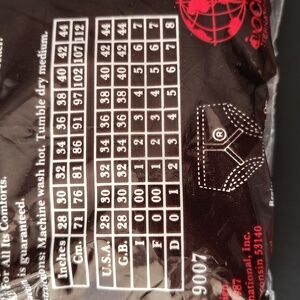 For All Its Comforts.
is guaranteed.
Machine wash hot. Tumble dry medium.
Inches 28 30 32 34 36 38 40 42 44
Cm. 71 76 81 86 91 97 102 107 112
U.S.A. 28 30 32 34 36 38 40 42 44
G.B. 28 30 32 34 36 38 40 42 44
I 0 00 1 2 3 4 5 6 7
F 0 00 1 2 3 4 5 6 7
D 0 1 2 3 4 5 6 7 8
9007
®
national, Inc.
consin 53140